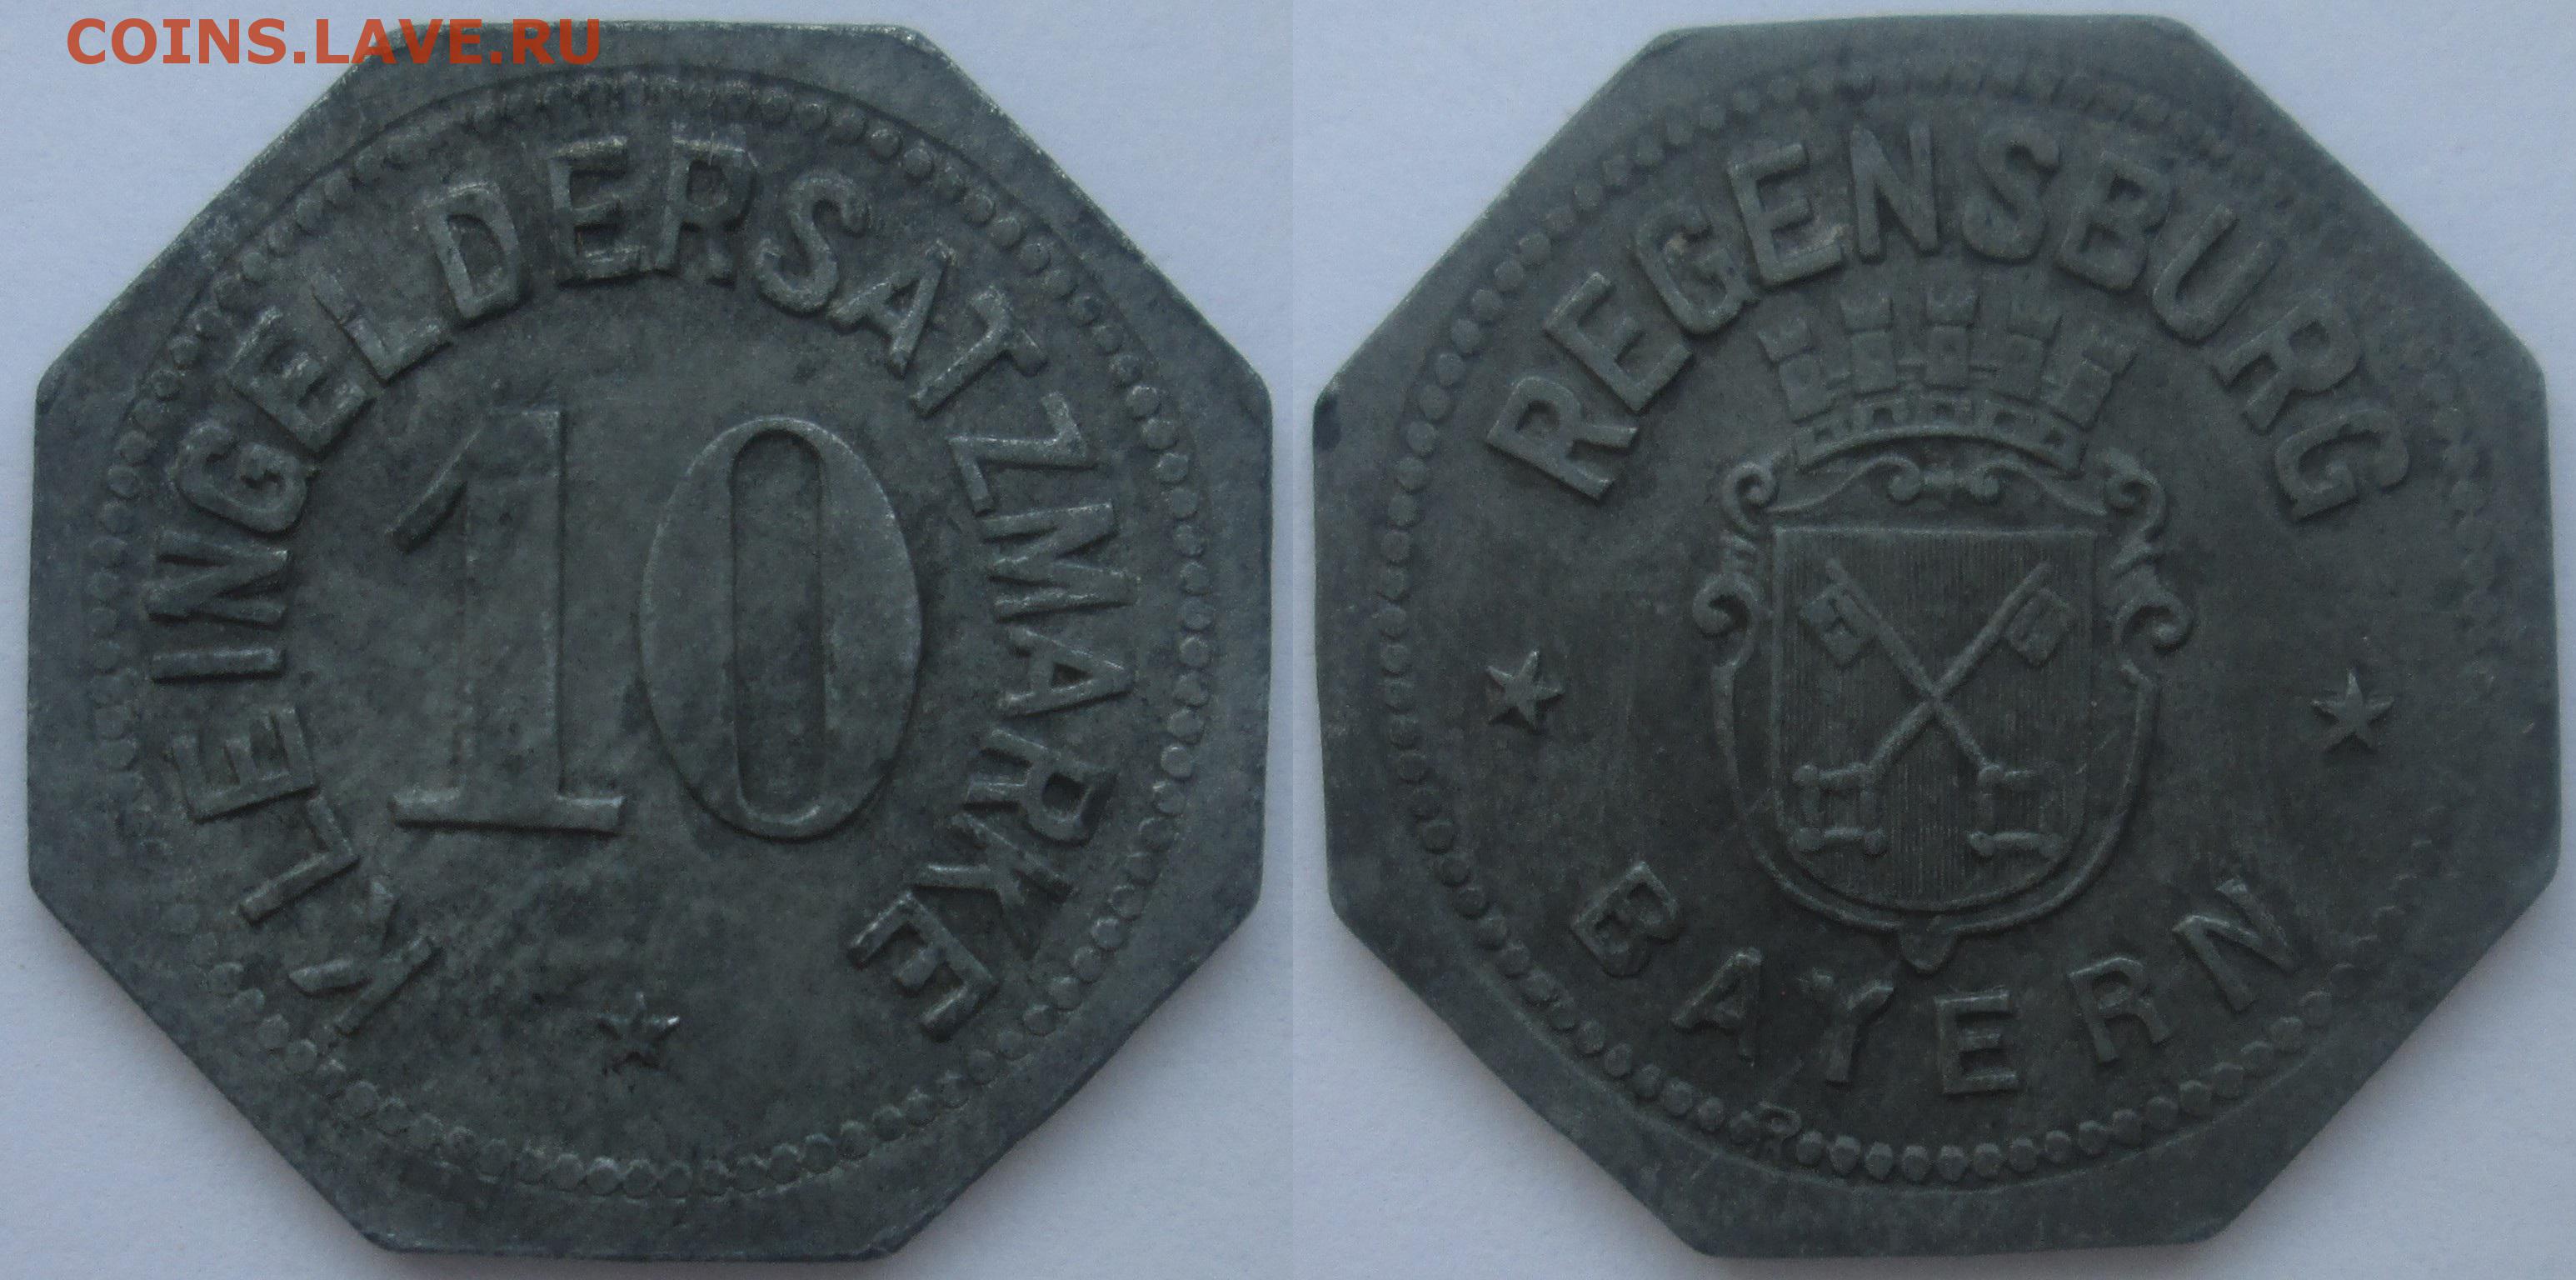 COINS.LAVE.RU
KLEINGELDERSATZMARKE
10
REGENSBURG
BAYERN
R